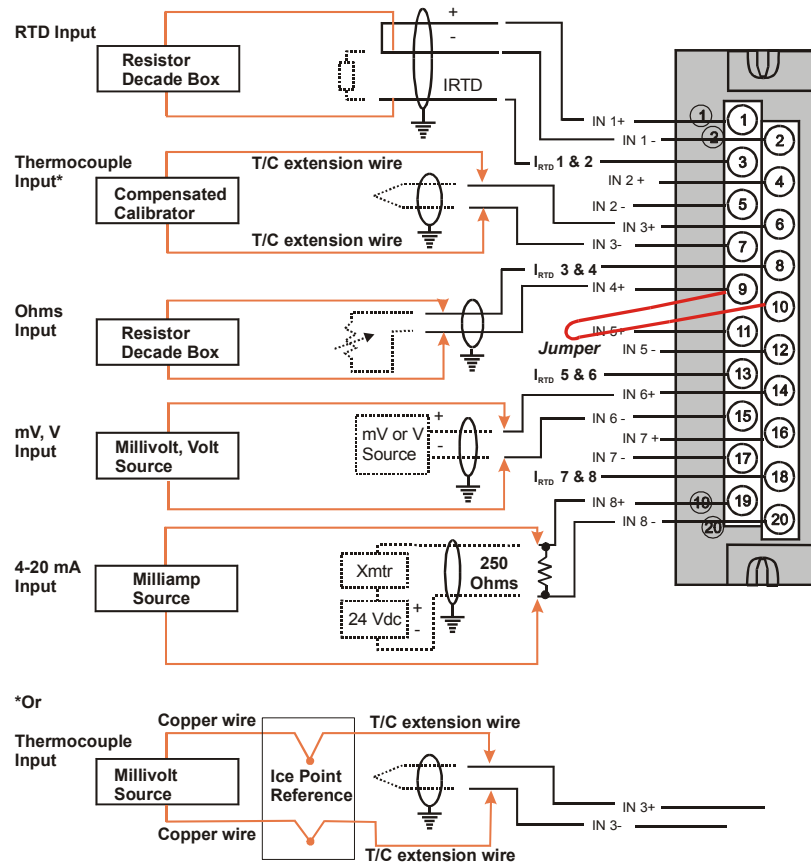 RTD Input
Resistor
Decade Box
+
-
IRTD
Thermocouple
Input*
T/C extension wire
Compensated
Calibrator
T/C extension wire
Ohms
Input
Resistor
Decade Box
mV, V
Input
Millivolt, Volt
Source
+
mV or V
-
Source
4-20 mA
Input
Milliamp
Source
Xmtr
24 Vdc
+
-
250
Ohms
IN 1+
IN 1 -
IRTD 1 & 2
IN 2 +
IN 2 -
IN 3+
IN 3-
IRTD 3 & 4
IN 4+
IN 5+
Jumper
IN 5 -
IRTD 5 & 6
IN 6+
IN 6 -
IN 7 +
IN 7 -
IRTD 7 & 8
IN 8+
IN 8 -
1
2
19
20
1
2
3
4
5
6
7
8
9
10
11
12
13
14
15
16
17
18
19
20
*Or
Thermocouple
Input
Copper wire
T/C extension wire
Millivolt
Source
Ice Point
Reference
Copper wire
T/C extension wire
IN 3+
IN 3-